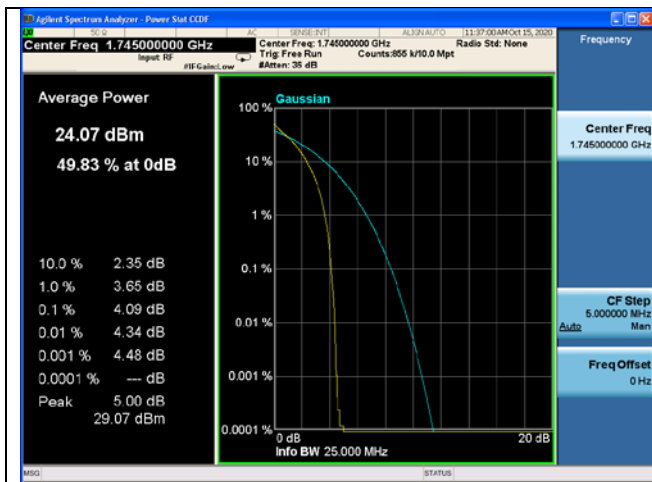 Agilent Spectrum Analyzer - Power Stat CCDF
50 Ω AC SENSE:INT ALIGN AUTO 11:37:00 AM Oct 15, 2020
Center Freq 1.745000000 GHz
Input RF
#IFGain:Low
Center Freq: 1.745000000 GHz
Radio Std: None
Trig: Free Run
Counts:855 k/10.0 Mpt
#Atten: 36 dB
Frequency
Average Power
24.07 dBm
49.83 % at 0dB
10.0 % 2.35 dB
1.0 % 3.65 dB
0.1 % 4.09 dB
0.01 % 4.34 dB
0.001 % 4.48 dB
0.0001 % --- dB
Peak 5.00 dB
29.07 dBm
Gaussian
100 %
10 %
1 %
0.1 %
0.01 %
0.001 %
0.0001 %
0 dB
20 dB
Info BW 25.000 MHz
Center Freq
1.745000000 GHz
CF Step
5.000000 MHz
Auto Man
Freq Offset
0 Hz
MSG
STATUS